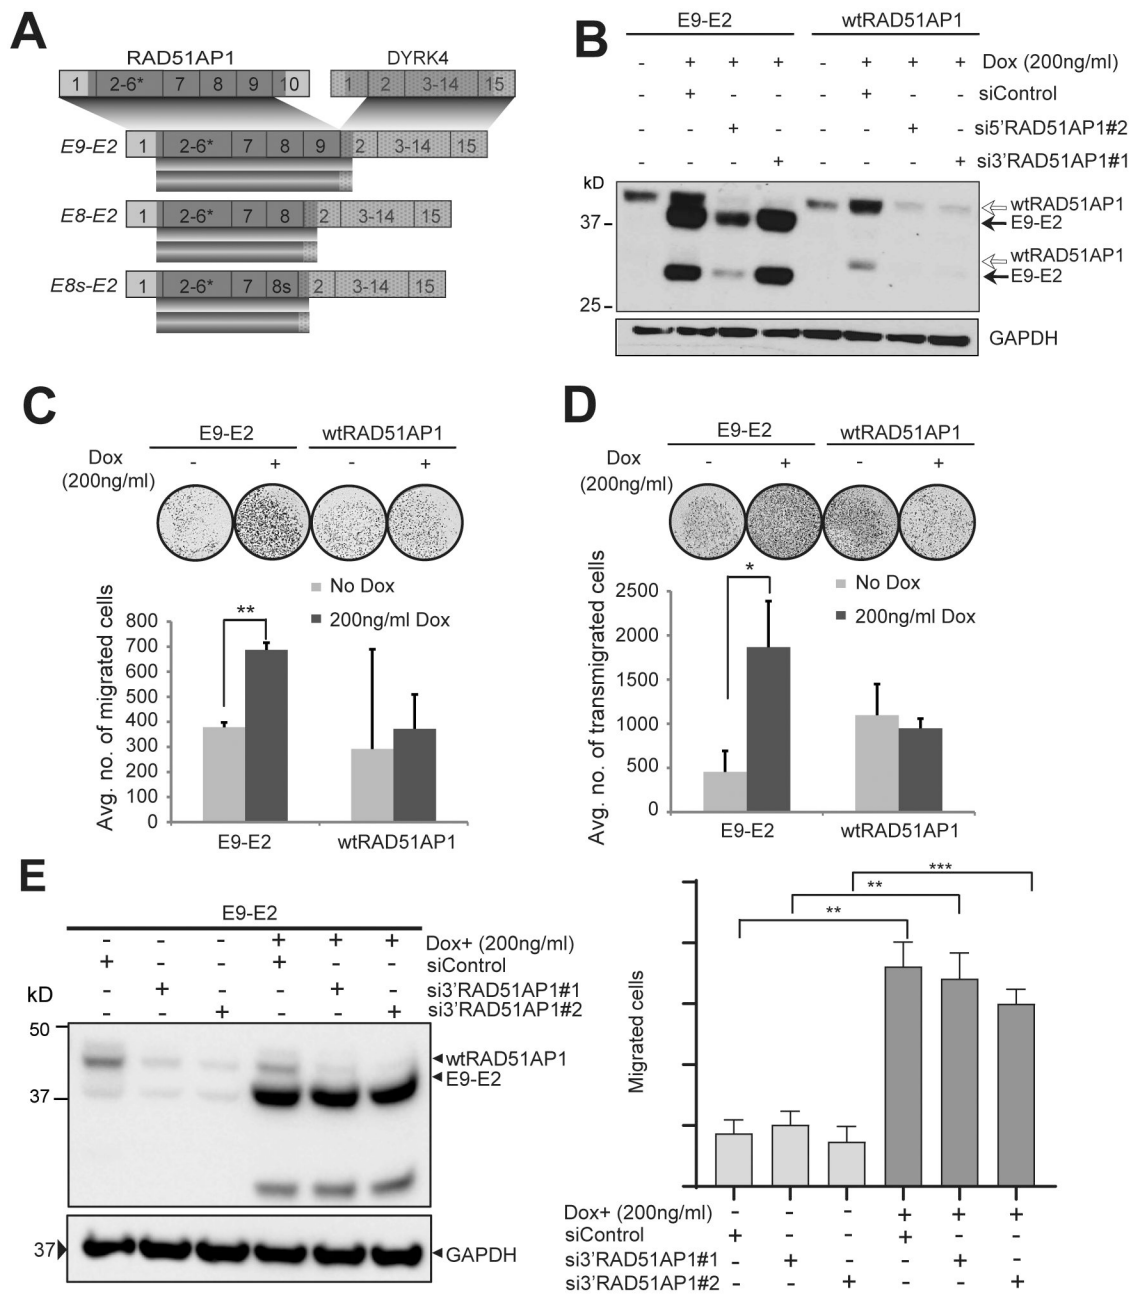 A
RAD51AP1
DYRK4
1 2-6* 7 8 9 10
1 2 3-14 15
E9-E2
1 2-6* 7 8 9 2 3-14 15
E8-E2
1 2-6* 7 8 2 3-14 15
E8s-E2
1 2-6* 7 8s 2 3-14 15
B
E9-E2
wtRAD51AP1
- + + + - + + + Dox (200ng/ml)
- + - - - + - - siControl
- - + - - - + - si5'RAD51AP1#2
- - - + - - - + si3'RAD51AP1#1
kD
37
25
wtRAD51AP1
E9-E2
wtRAD51AP1
E9-E2
GAPDH
C
E9-E2
wtRAD51AP1
Dox
(200ng/ml)
- + - +
No Dox
200ng/ml Dox
**
Avg. no. of migrated cells
800
700
600
500
400
300
200
100
0
E9-E2
wtRAD51AP1
D
E9-E2
wtRAD51AP1
Dox
(200ng/ml)
- + - +
No Dox
200ng/ml Dox
*
Avg. no. of transmigrated cells
2500
2000
1500
1000
500
0
E9-E2
wtRAD51AP1
E
E9-E2
- - - + + + Dox+ (200ng/ml)
+ - - + - - siControl
- + - - + - si3'RAD51AP1#1
- - + - - + si3'RAD51AP1#2
kD
50
37
wtRAD51AP1
E9-E2
37
GAPDH
Migrated cells
**
**
***
Dox+ (200ng/ml) - - - + + +
siControl + - - + - -
si3'RAD51AP1#1 - + - - + -
si3'RAD51AP1#2 - - + - - +